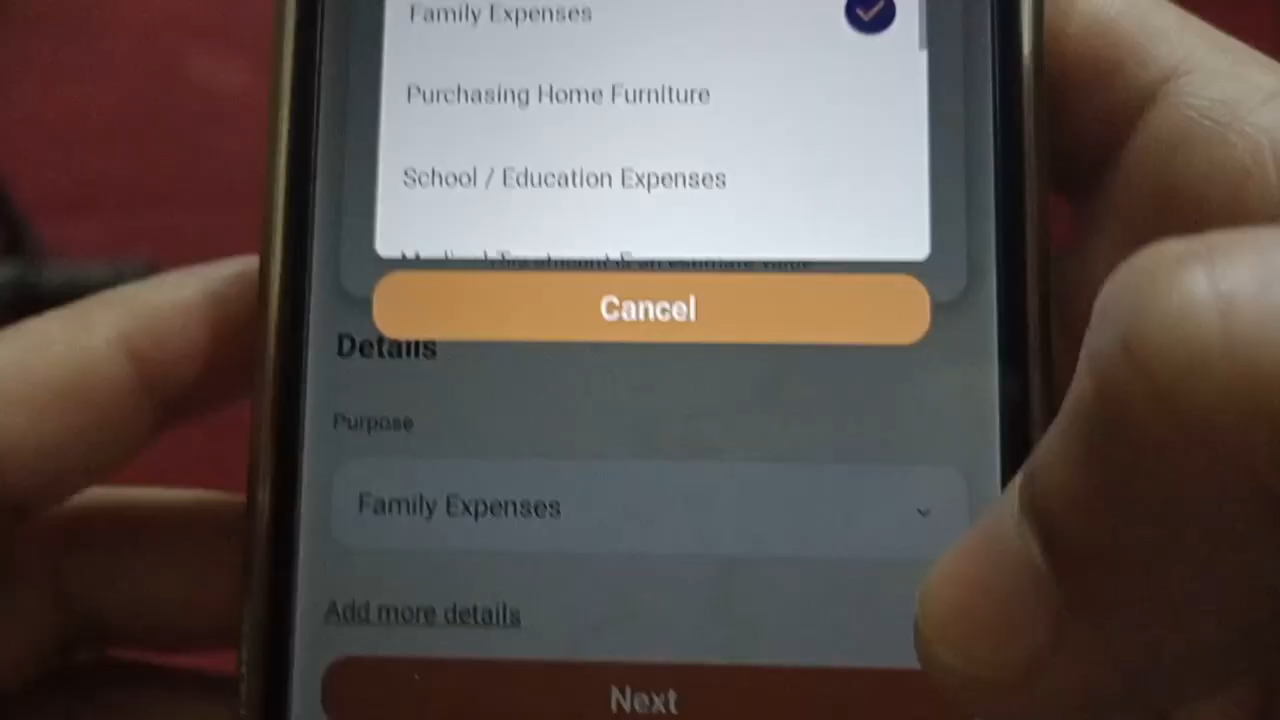 Family Expenses
Purchasing Home Furniture
School / Education Expenses
Cancel
Details
Purpose
Family Expenses
Add more details
Next